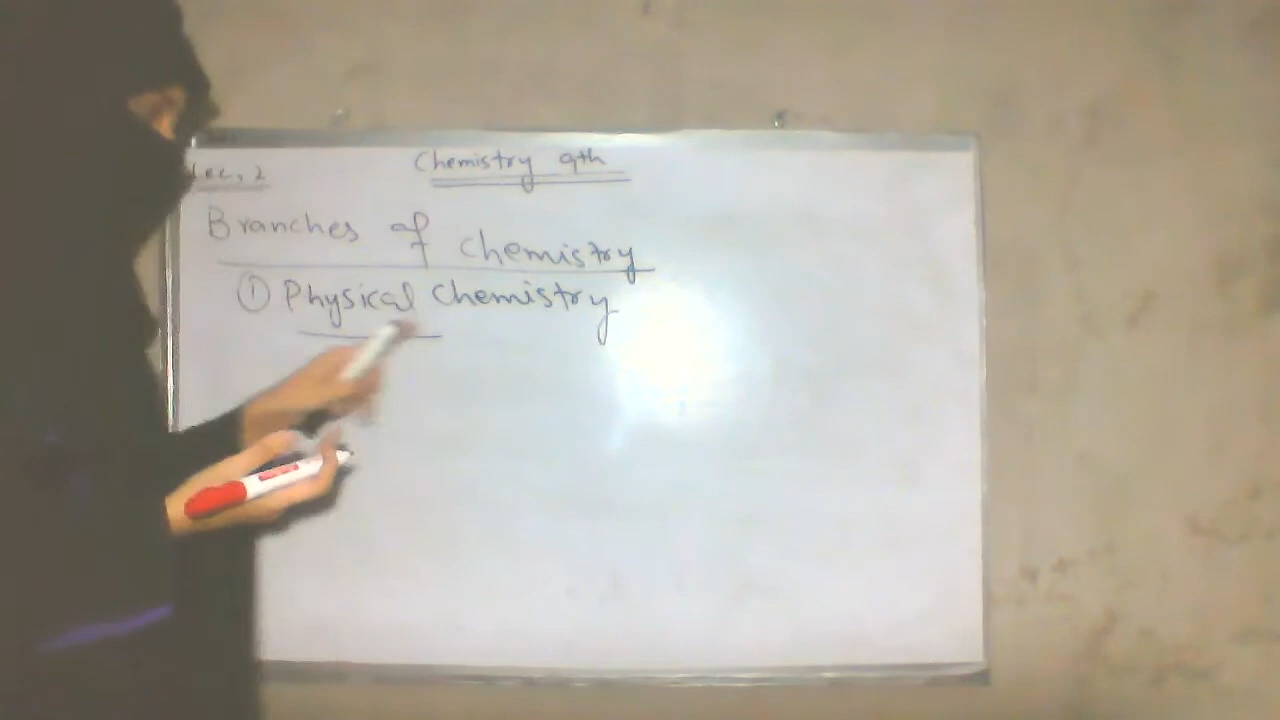 Chemistry 9th
Lec, 2
Branches of chemistry
① Physical Chemistry